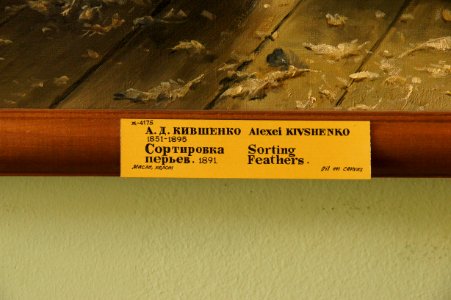 ж-4175
А. Д. КИВШЕНКО Alexei KIVSHENKO
1851-1895
Сортировка Sorting
перьев. 1891 Feathers.
масло, холст oil on canvas